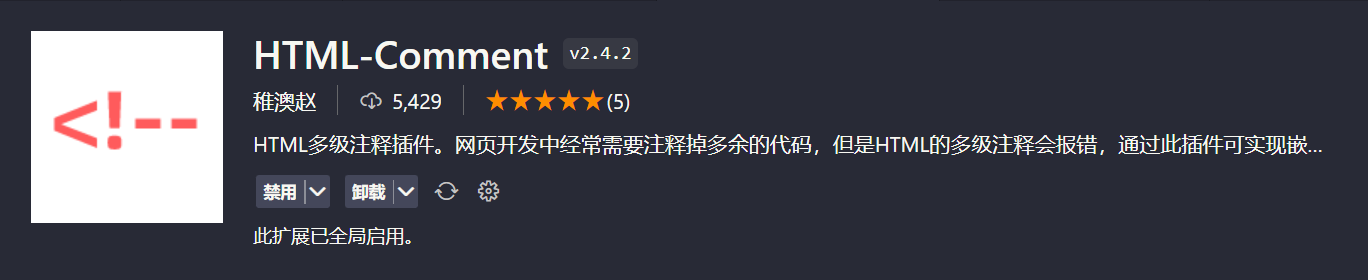 <!--
HTML-Comment v2.4.2
稚澳赵 5,429 (5)
HTML多级注释插件。网页开发中经常需要注释掉多余的代码，但是HTML的多级注释会报错，通过此插件可实现嵌...
禁用 卸载
此扩展已全局启用。